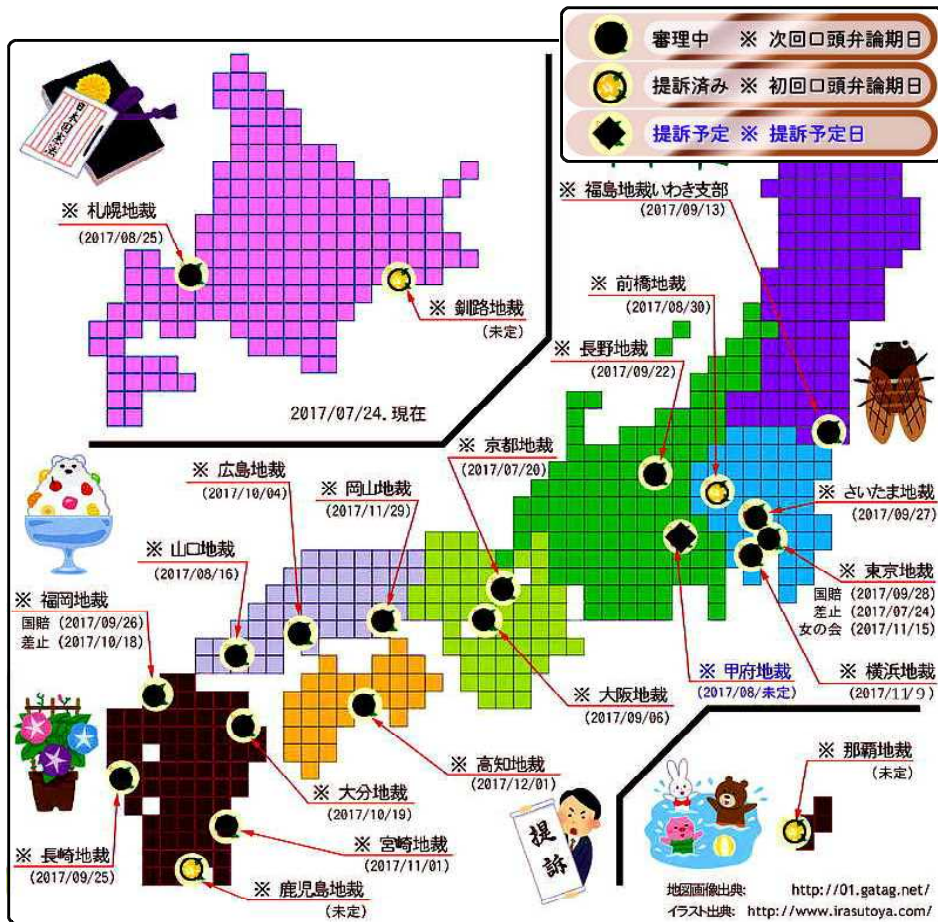 審理中 ※ 次回口頭弁論期日
提訴済み ※ 初回口頭弁論期日
提訴予定 ※ 提訴予定日
日本国憲法
※ 札幌地裁
(2017/08/25)
※ 釧路地裁
(未定)
2017/07/24.現在
※ 福島地裁いわき支部
(2017/09/13)
※ 前橋地裁
(2017/08/30)
※ 長野地裁
(2017/09/22)
※ 京都地裁
(2017/07/20)
※ 広島地裁
(2017/10/04)
※ 岡山地裁
(2017/11/29)
※ 山口地裁
(2017/08/16)
※ 福岡地裁
国賠 (2017/09/26)
差止 (2017/10/18)
※ さいたま地裁
(2017/09/27)
※ 東京地裁
国賠 (2017/09/28)
差止 (2017/07/24)
女の会 (2017/11/15)
※ 甲府地裁
(2017/08/未定)
※ 横浜地裁
(2017/11/9)
※ 大阪地裁
(2017/09/06)
※ 高知地裁
(2017/12/01)
※ 大分地裁
(2017/10/19)
※ 宮崎地裁
(2017/11/01)
※ 長崎地裁
(2017/09/25)
※ 鹿児島地裁
(未定)
提訴
※ 那覇地裁
(未定)
地図画像出典: http://01.gatag.net/
イラスト出典: http://www.irasutoya.com/